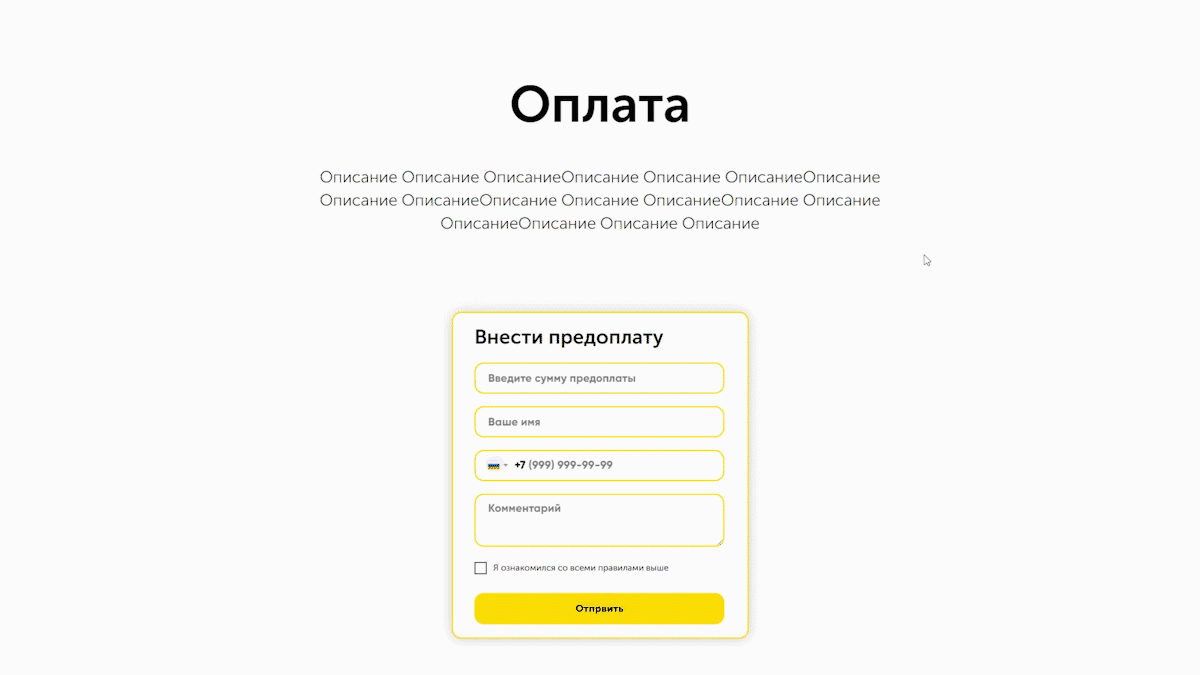 Оплата
Описание Описание ОписаниеОписание Описание ОписаниеОписание
Описание ОписаниеОписание Описание ОписаниеОписание Описание
ОписаниеОписание Описание Описание
Внести предоплату
Введите сумму предоплаты
Ваше имя
+7 (999) 999-99-99
Комментарий
Я ознакомился со всеми правилами выше
Отпрвить